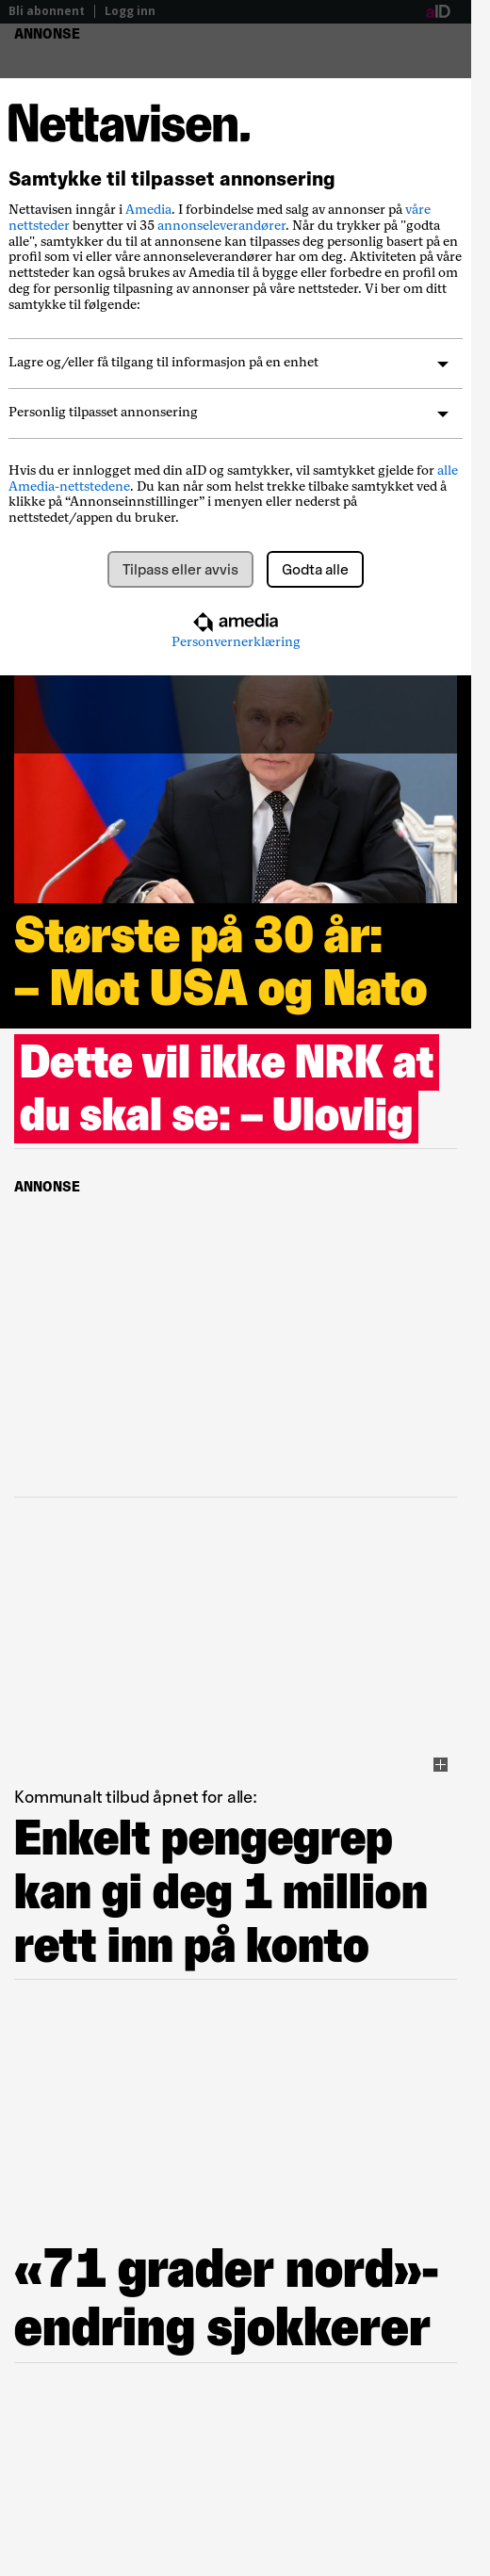 Bli abonnent
Logg inn
aID
ANNONSE
Nettavisen.
Samtykke til tilpasset annonsering
Nettavisen inngår i Amedia. I forbindelse med salg av annonser på våre
nettsteder benytter vi 35 annonseleverandører. Når du trykker på "godta
alle", samtykker du til at annonsene kan tilpasses deg personlig basert på en
profil som vi eller våre annonseleverandører har om deg. Aktiviteten på våre
nettsteder kan også brukes av Amedia til å bygge eller forbedre en profil om
deg for personlig tilpasning av annonser på våre nettsteder. Vi ber om ditt
samtykke til følgende:
Lagre og/eller få tilgang til informasjon på en enhet
Personlig tilpasset annonsering
Hvis du er innlogget med din aID og samtykker, vil samtykket gjelde for alle
Amedia-nettstedene. Du kan når som helst trekke tilbake samtykket ved å
klikke på “Annonseinnstillinger” i menyen eller nederst på
nettstedet/appen du bruker.
Tilpass eller avvis
Godta alle
amedia
Personvernerklæring
Største på 30 år:
– Mot USA og Nato
Dette vil ikke NRK at
du skal se: – Ulovlig
ANNONSE
Kommunalt tilbud åpnet for alle:
Enkelt pengegrep
kan gi deg 1 million
rett inn på konto
«71 grader nord»-
endring sjokkerer